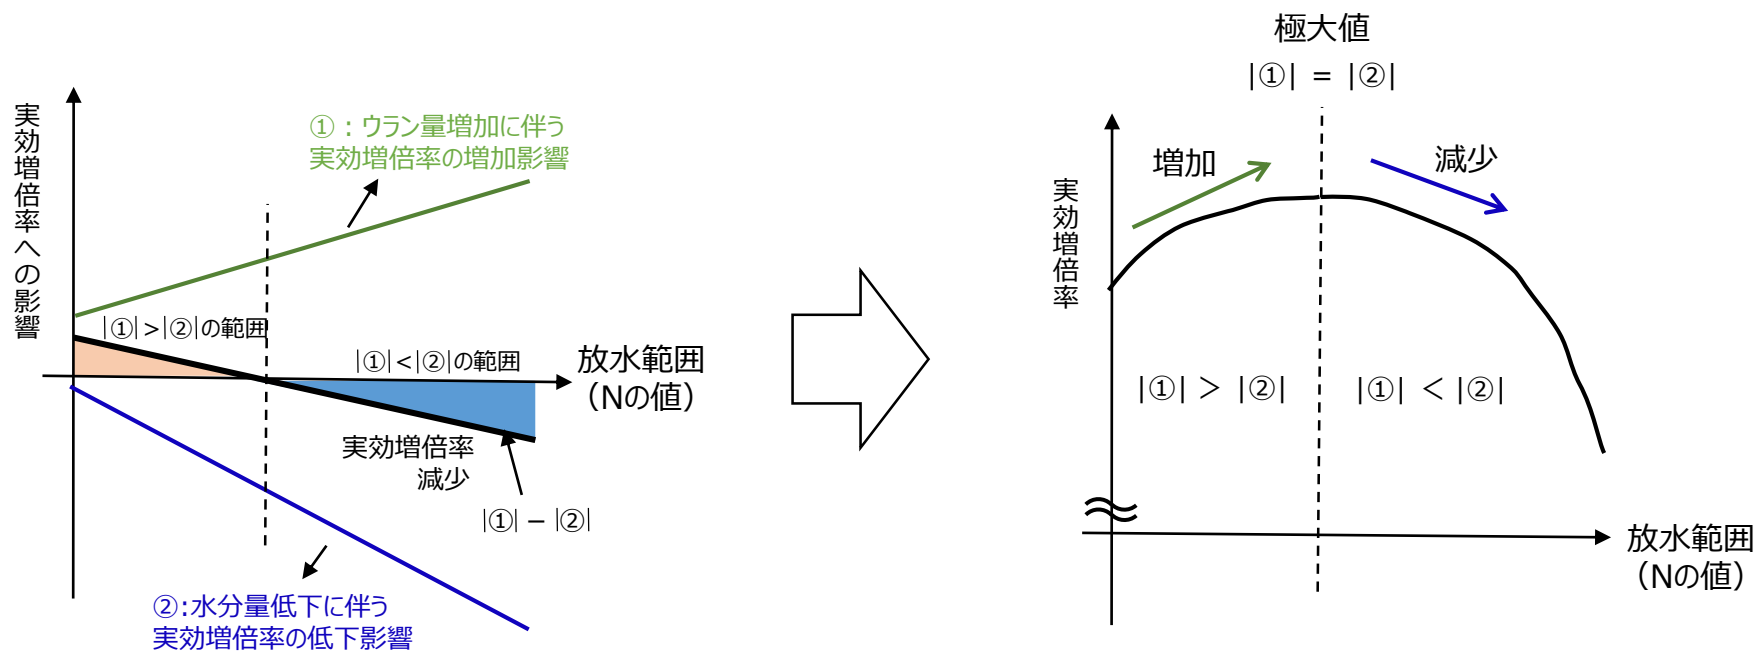 実効増倍率への影響
①：ウラン量増加に伴う
実効増倍率の増加影響
|①|>|②|の範囲
|①|<|②|の範囲
放水範囲
（Nの値）
実効増倍率
減少
|①| − |②|
②:水分量低下に伴う
実効増倍率の低下影響
極大値
|①| = |②|
実効増倍率
増加
減少
|①| ＞ |②|
|①| ＜ |②|
放水範囲
（Nの値）